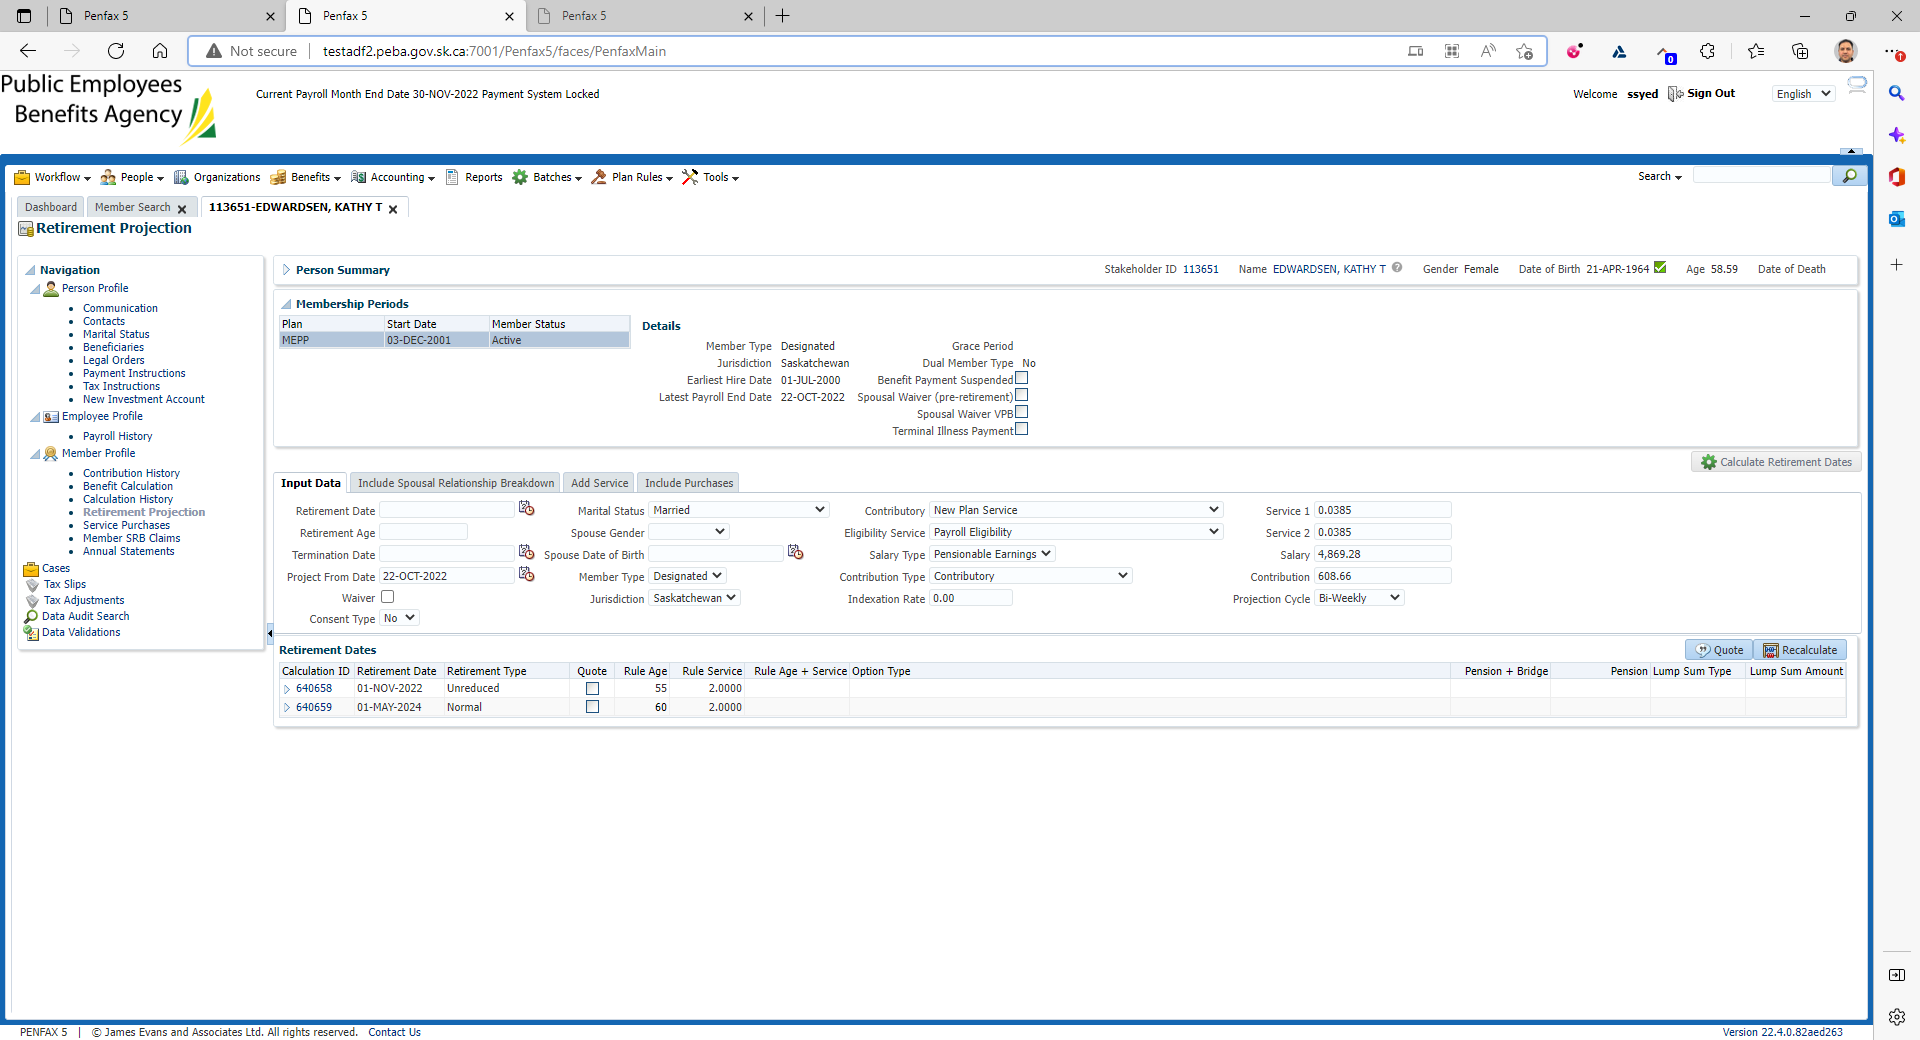 Penfax 5
Penfax 5
Penfax 5
Not secure
testadf2.peba.gov.sk.ca:7001/Penfax5/faces/PenfaxMain
0
Public Employees
Benefits Agency
Current Payroll Month End Date 30-NOV-2022 Payment System Locked
Welcome ssyed Sign Out English
Workflow People Organizations Benefits Accounting Reports Batches Plan Rules Tools Search
Dashboard Member Search 113651-EDWARDSEN, KATHY T
Retirement Projection
Navigation
Person Profile
Communication
Contacts
Marital Status
Beneficiaries
Legal Orders
Payment Instructions
Tax Instructions
New Investment Account
Employee Profile
Payroll History
Member Profile
Contribution History
Benefit Calculation
Calculation History
Retirement Projection
Service Purchases
Member SRB Claims
Annual Statements
Cases
Tax Slips
Tax Adjustments
Data Audit Search
Data Validations
Person Summary Stakeholder ID 113651 Name EDWARDSEN, KATHY T Gender Female Date of Birth 21-APR-1964 Age 58.59 Date of Death
Membership Periods
Plan Start Date Member Status
MEPP 03-DEC-2001 Active
Details
Member Type Designated Grace Period
Jurisdiction Saskatchewan Dual Member Type No
Earliest Hire Date 01-JUL-2000 Benefit Payment Suspended
Latest Payroll End Date 22-OCT-2022 Spousal Waiver (pre-retirement)
Spousal Waiver VPB
Terminal Illness Payment
Calculate Retirement Dates
Input Data Include Spousal Relationship Breakdown Add Service Include Purchases
Retirement Date Marital Status Married Contributory New Plan Service Service 1 0.0385
Retirement Age Spouse Gender Eligibility Service Payroll Eligibility Service 2 0.0385
Termination Date Spouse Date of Birth Salary Type Pensionable Earnings Salary 4,869.28
Project From Date 22-OCT-2022 Member Type Designated Contribution Type Contributory Contribution 608.66
Waiver Jurisdiction Saskatchewan Indexation Rate 0.00 Projection Cycle Bi-Weekly
Consent Type No
Retirement Dates Quote Recalculate
Calculation ID Retirement Date Retirement Type Quote Rule Age Rule Service Rule Age + Service Option Type Pension + Bridge Pension Lump Sum Type Lump Sum Amount
640658 01-NOV-2022 Unreduced 55 2.0000
640659 01-MAY-2024 Normal 60 2.0000
PENFAX 5 | © James Evans and Associates Ltd. All rights reserved. Contact Us Version 22.4.0.82aed263